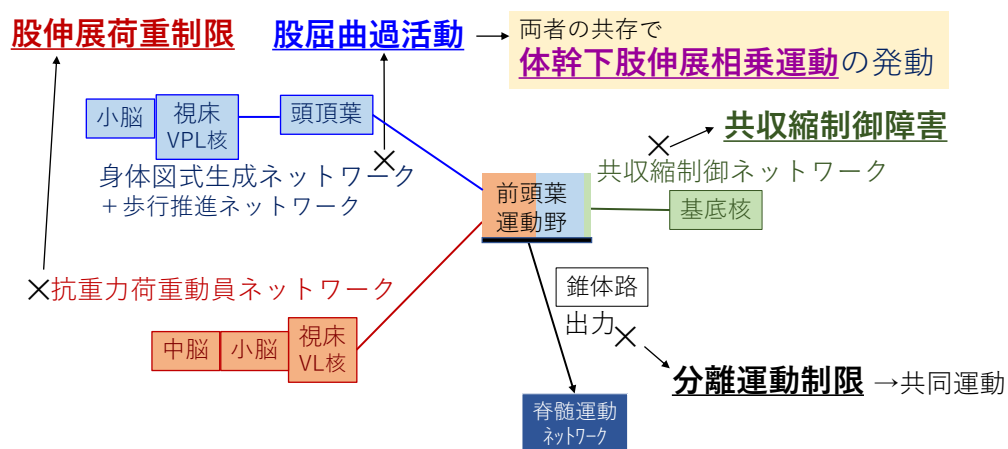 股伸展荷重制限
股屈曲過活動
両者の共存で
体幹下肢伸展相乗運動の発動
小脳
視床
VPL核
頭頂葉
共収縮制御障害
身体図式生成ネットワーク
＋歩行推進ネットワーク
共収縮制御ネットワーク
前頭葉
運動野
基底核
抗重力荷重動員ネットワーク
錐体路
出力
中脳
小脳
視床
VL核
分離運動制限 →共同運動
脊髄運動
ネットワーク